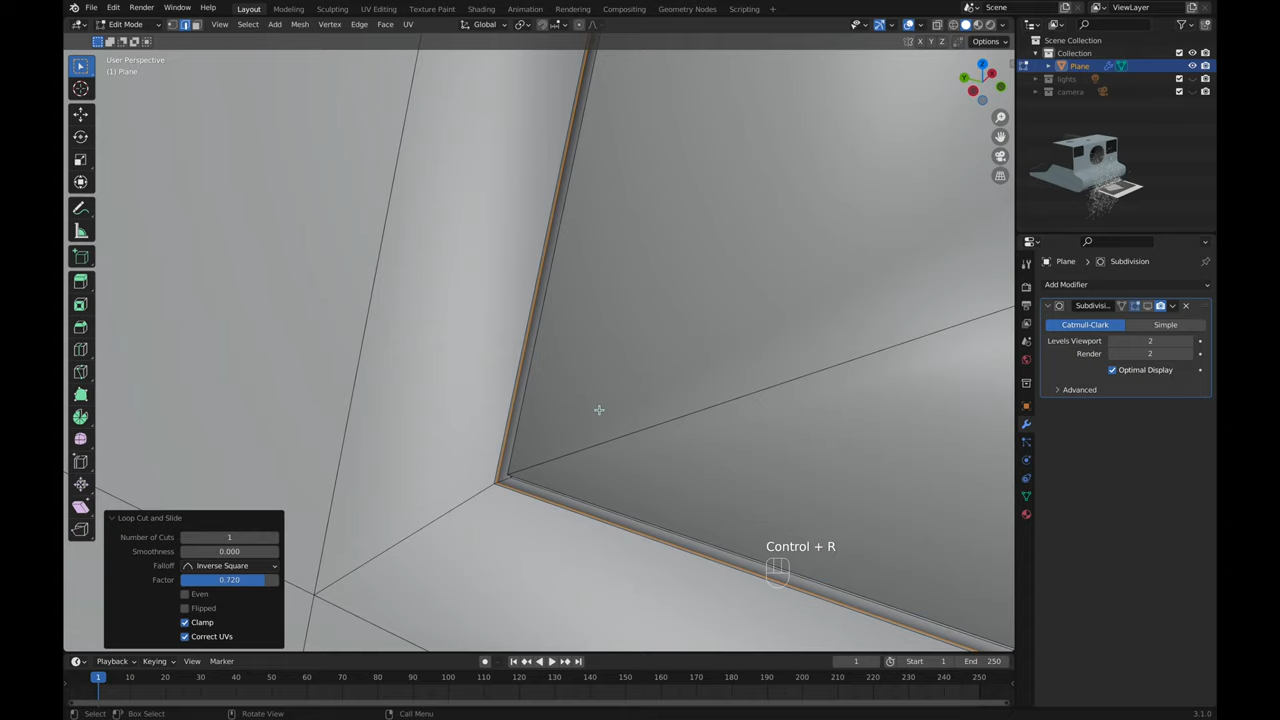 File Edit Render Window Help Layout Modeling Sculpting UV Editing Texture Paint Shading Animation Rendering Compositing Geometry Nodes Scripting Scene ViewLayer
Edit Mode View Select Add Mesh Vertex Edge Face UV Global
X Y Z Options
User Perspective
(1) Plane
Scene Collection
Collection
Plane
lights
camera
Z
Y
X
Plane Subdivision
Add Modifier
Subdivisi..
Catmull-Clark Simple
Levels Viewport 2
Render 2
Optimal Display
Advanced
Control + R
Loop Cut and Slide
Number of Cuts 1
Smoothness 0.000
Falloff Inverse Square
Factor 0.720
Even
Flipped
Clamp
Correct UVs
Playback Keying View Marker 1 Start 1 End 250
1 10 20 30 40 50 60 70 80 90 100 110 120 130 140 150 160 170 180 190 200 210 220 230 240 250
Select Box Select Rotate View Call Menu 3.1.0